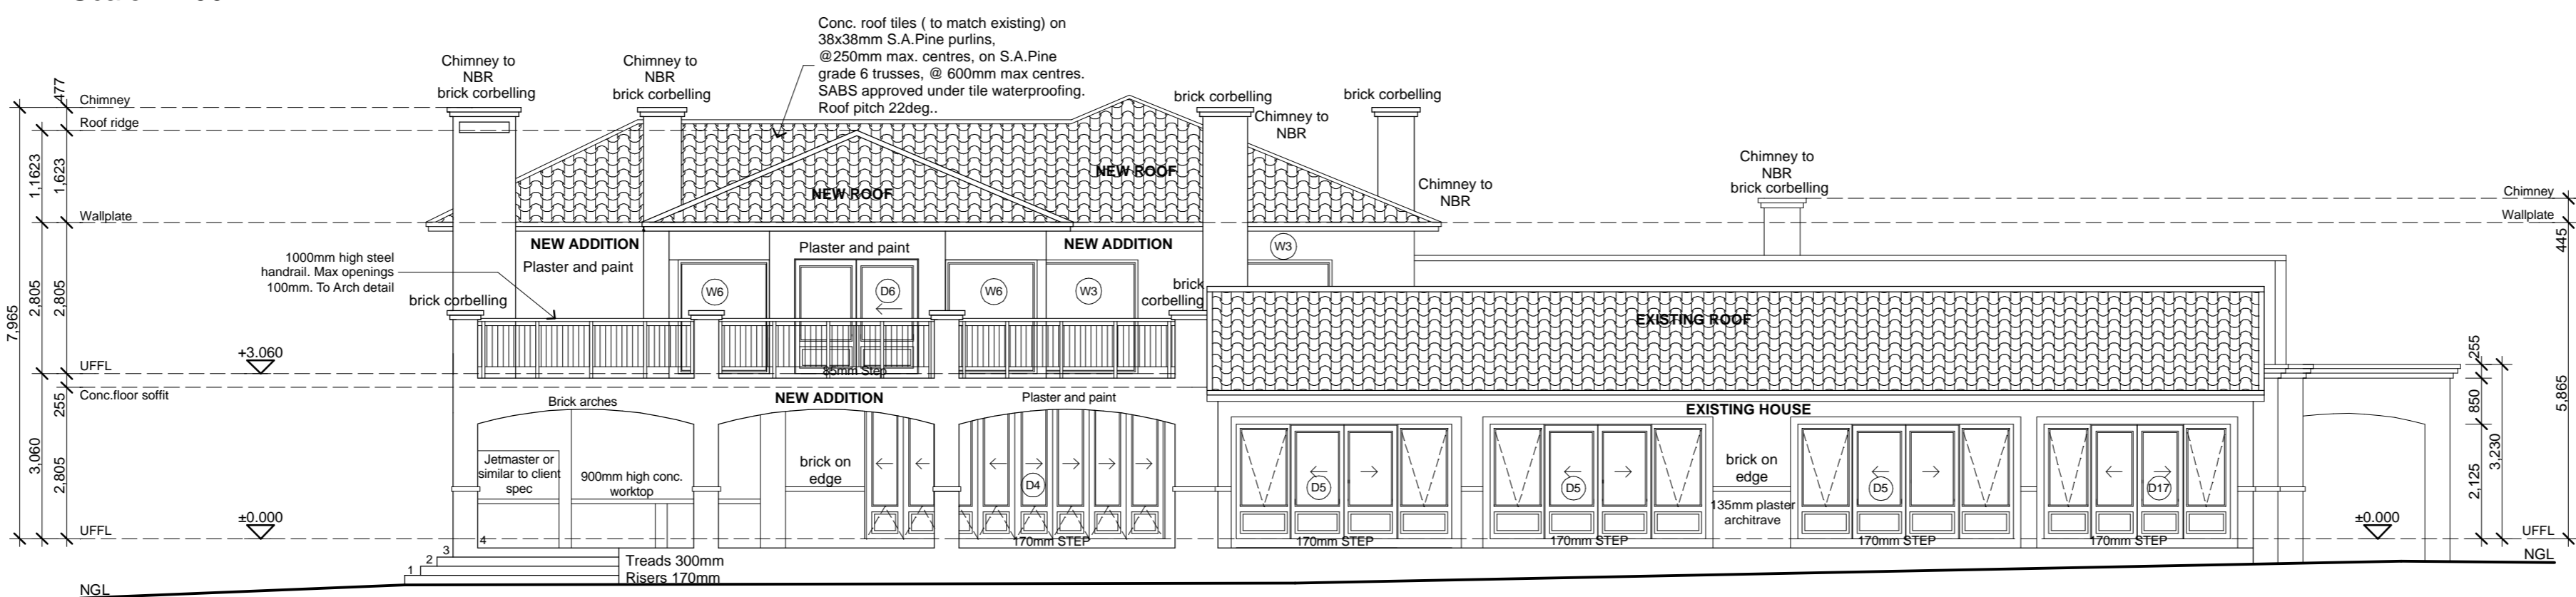 Conc. roof tiles ( to match existing) on
38x38mm S.A.Pine purlins,
@250mm max. centres, on S.A.Pine
grade 6 trusses, @ 600mm max centres.
SABS approved under tile waterproofing.
Roof pitch 22deg..
Chimney to
NBR
brick corbelling
Chimney to
NBR
brick corbelling
brick corbelling
Chimney to
NBR
brick corbelling
Chimney to
NBR
Chimney to
NBR
brick corbelling
Chimney
Roof ridge
Wallplate
UFFL
Conc.floor soffit
UFFL
NGL
477
1,1623
1,623
7,965
2,805
2,805
255
3,060
2,805
+3.060
±0.000
NEW ROOF
NEW ROOF
NEW ADDITION
Plaster and paint
Plaster and paint
NEW ADDITION
1000mm high steel
handrail. Max openings
100mm. To Arch detail
brick corbelling
brick
corbelling
W6
D6
W6
W3
W3
85mm Step
EXISTING ROOF
Brick arches
NEW ADDITION
Plaster and paint
EXISTING HOUSE
Jetmaster or
similar to client
spec
900mm high conc.
worktop
brick on
edge
D4
D5
D5
brick on
edge
135mm plaster
architrave
D5
D17
170mm STEP
170mm STEP
170mm STEP
170mm STEP
170mm STEP
1
2
3
4
Treads 300mm
Risers 170mm
Chimney
Wallplate
445
5,865
255
850
2,125
3,230
±0.000
UFFL
NGL